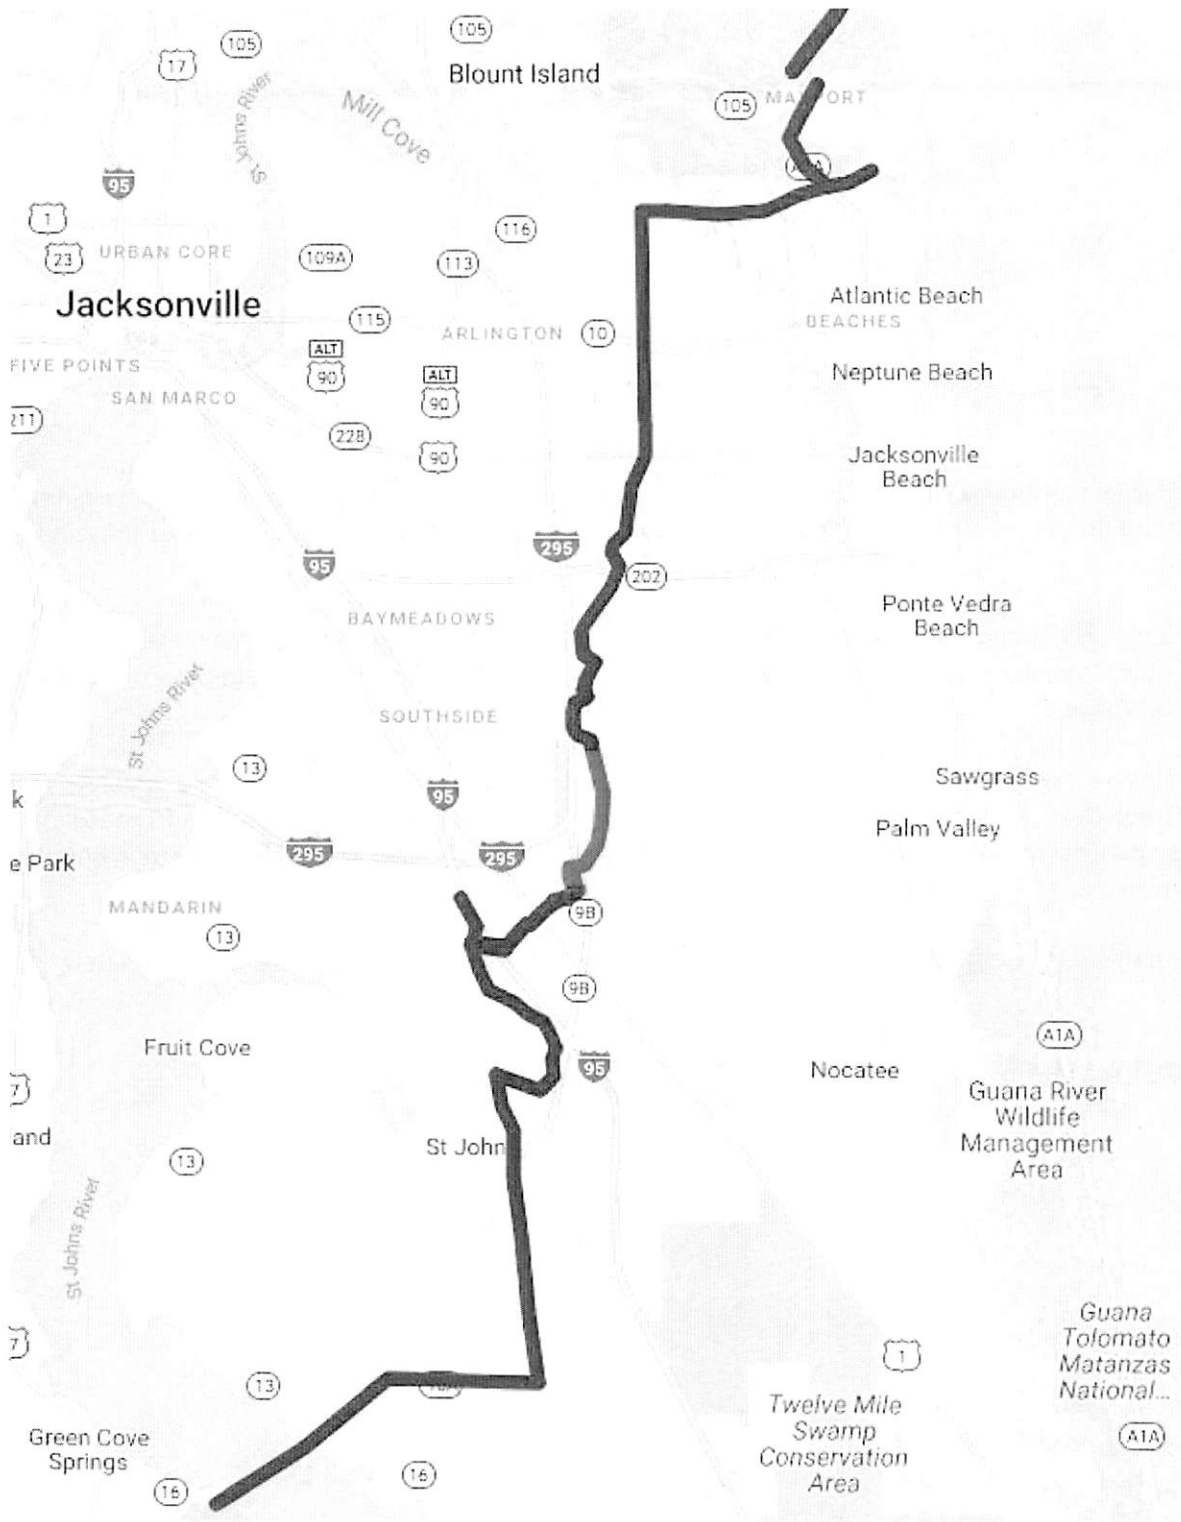 105
105
17
Blount Island
Mill Cove
105
St Johns River
95
1
116
URBAN CORE
23
109A
113
Atlantic Beach
Jacksonville
115
BEACHES
ARLINGTON
10
ALT
90
FIVE POINTS
ALT
90
Neptune Beach
SAN MARCO
211
228
90
Jacksonville
Beach
295
95
202
Ponte Vedra
Beach
BAYMEADOWS
St Johns River
SOUTHSIDE
13
Sawgrass
95
k
Palm Valley
295
295
e Park
MANDARIN
9B
13
9B
A1A
Fruit Cove
95
Nocatee
7
Guana River
Wildlife
Management
Area
and
St John
13
St Johns River
Guana
Tolomato
Matanzas
National...
7
1
13
Twelve Mile
Swamp
Conservation
Area
A1A
Green Cove
Springs
16
16